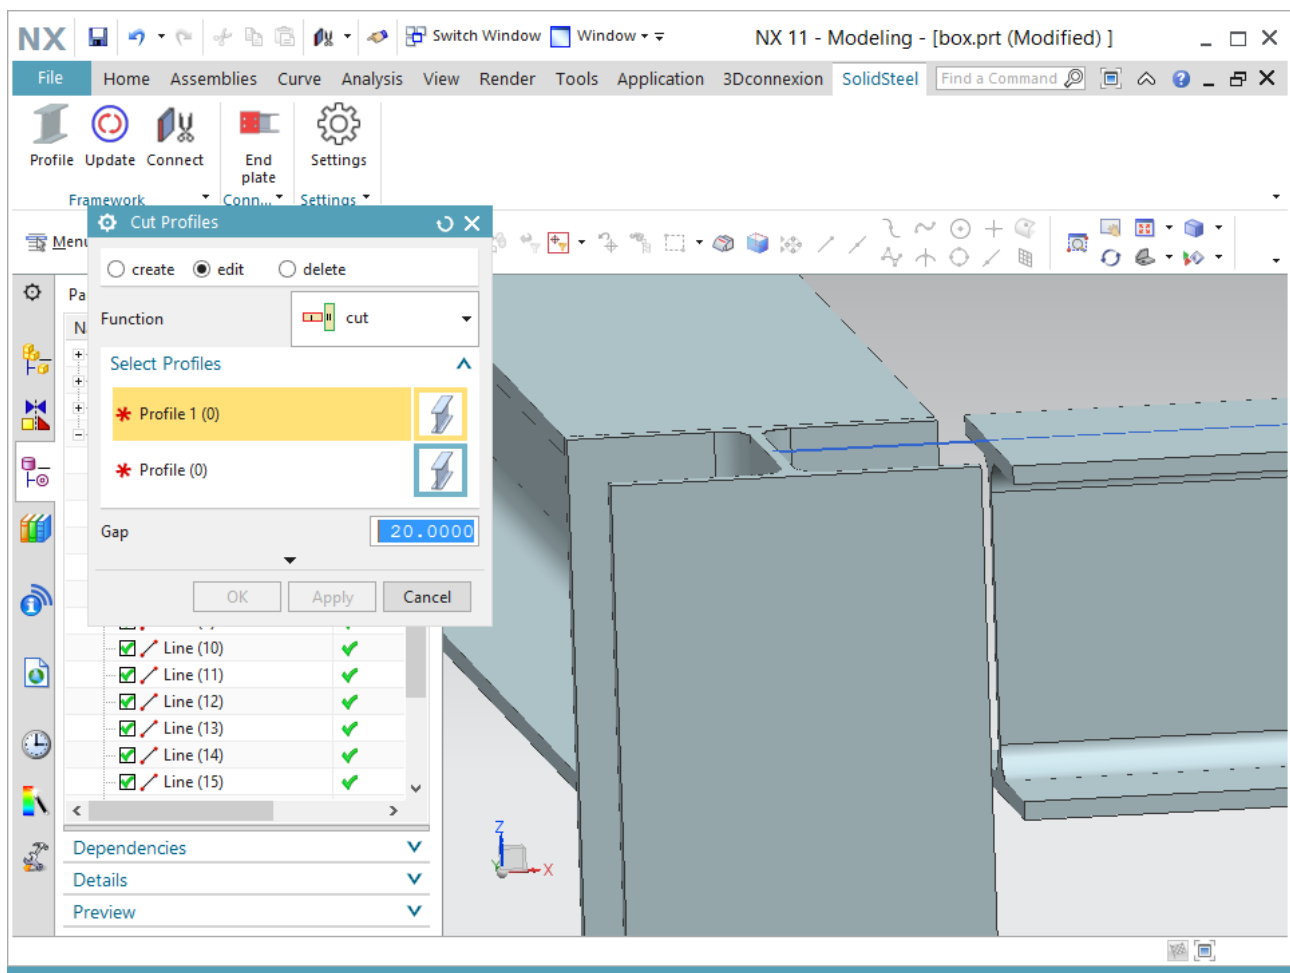 NX Switch Window Window NX 11 - Modeling - [box.prt (Modified) ]
File Home Assemblies Curve Analysis View Render Tools Application 3Dconnexion SolidSteel Find a Command
Profile Update Connect End plate Settings
Framework Conn... Settings
Menu
Cut Profiles
create edit delete
Function cut
Select Profiles
Profile 1 (0)
Profile (0)
Gap 20.0000
OK Apply Cancel
Pa
N
Line (10)
Line (11)
Line (12)
Line (13)
Line (14)
Line (15)
Dependencies
Details
Preview
Z
Y X